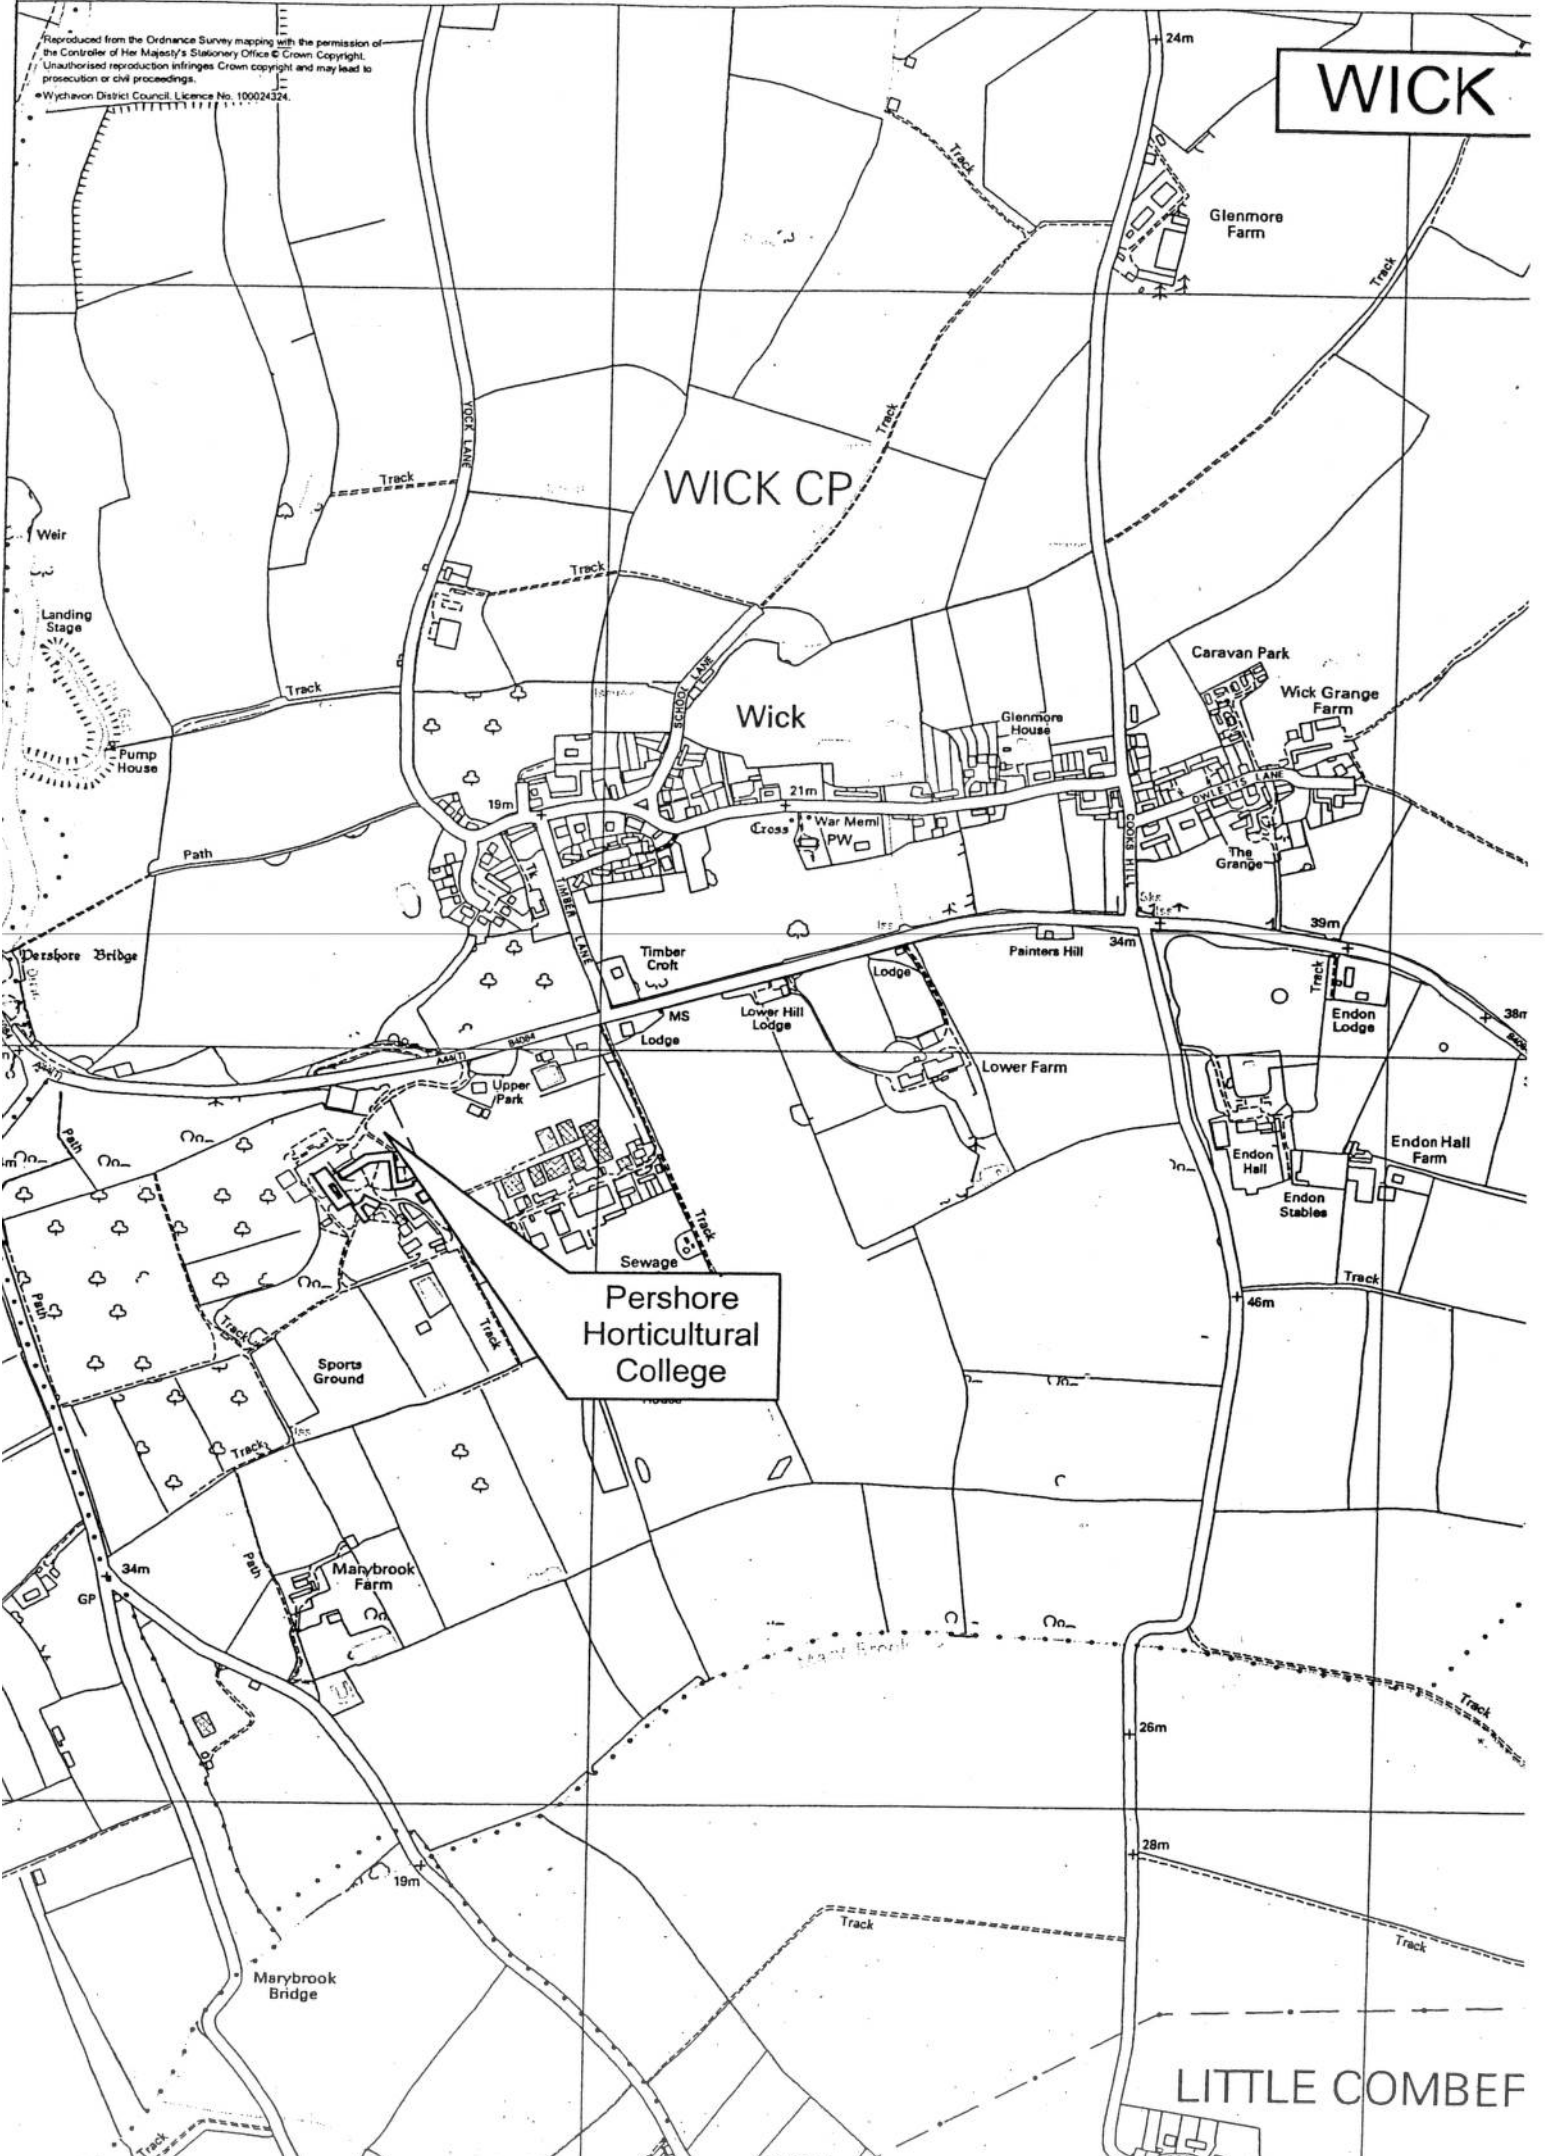 Reproduced from the Ordnance Survey mapping with the permission of
the Controller of Her Majesty's Stationery Office © Crown Copyright.
Unauthorised reproduction infringes Crown copyright and may lead to
prosecution or civil proceedings.
Wychavon District Council. Licence No. 100024324.
24m
WICK
Track
Glenmore
Farm
Track
YOCK LANE
Track
Track
WICK CP
Weir
Track
Landing
Stage
Caravan Park
Track
SCHOOL LANE
Wick
Wick Grange
Farm
Glenmore
House
Pump
House
19m
21m
OWLETTS LANE
Cross
War Meml
PW
COOKS HILL
Path
Tk
TIMBER LANE
The
Grange
Iss
Iss
39m
Pershore Bridge
Timber
Croft
Painters Hill
34m
Lodge
Track
Lower Hill
Lodge
MS
Lodge
Endon
Lodge
38m
A44(T)
A44(T)
B4084
Upper
Park
Lower Farm
Path
Endon
Hall
Endon Hall
Farm
Endon
Stables
Track
Sewage
Track
46m
Path
Pershore
Horticultural
College
Track
Track
Sports
Ground
Iss
Track
Path
34m
GP
Marybrook
Farm
Track
26m
28m
19m
Track
Track
Marybrook
Bridge
LITTLE COMBEF
Track